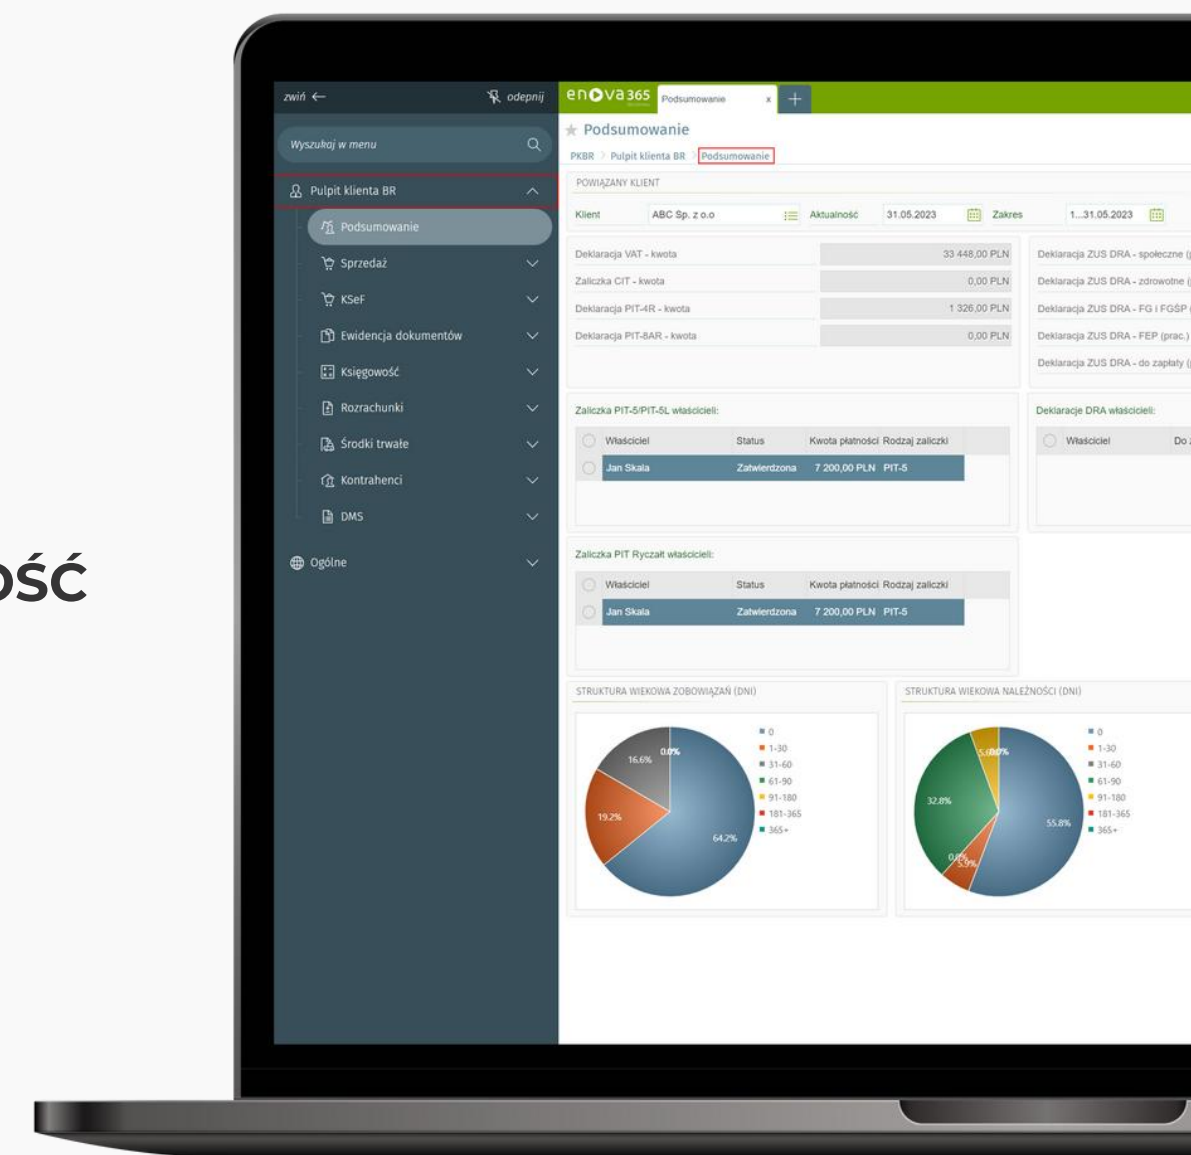 zwiń ←
odepnij
enova365
Podsumowanie x +
Wyszukaj w menu
Podsumowanie
PKBR > Pulpit klienta BR > Podsumowanie
Pulpit klienta BR
Podsumowanie
Sprzedaż
KSeF
Ewidencja dokumentów
Księgowość
Rozrachunki
Środki trwałe
Kontrahenci
DMS
Ogólne
OŚĆ
POWIĄZANY KLIENT
Klient ABC Sp. z o.o Aktualność 31.05.2023 Zakres 1...31.05.2023
Deklaracja VAT - kwota 33 448,00 PLN
Zaliczka CIT - kwota 0,00 PLN
Deklaracja PIT-4R - kwota 1 326,00 PLN
Deklaracja PIT-8AR - kwota 0,00 PLN
Deklaracja ZUS DRA - społeczne (
Deklaracja ZUS DRA - zdrowotne (
Deklaracja ZUS DRA - FG i FGŚP (
Deklaracja ZUS DRA - FEP (prac.)
Deklaracja ZUS DRA - do zapłaty (
Zaliczka PIT-5/PIT-5L właścicieli:
Właściciel Status Kwota płatności Rodzaj zaliczki
Jan Skala Zatwierdzona 7 200,00 PLN PIT-5
Deklaracje DRA właścicieli:
Właściciel Do
Zaliczka PIT Ryczałt właścicieli:
Właściciel Status Kwota płatności Rodzaj zaliczki
Jan Skala Zatwierdzona 7 200,00 PLN PIT-5
STRUKTURA WIEKOWA ZOBOWIĄZAŃ (DNI)
16.6%
0.0%
19.2%
64.2%
0
1-30
31-60
61-90
91-180
181-365
365+
STRUKTURA WIEKOWA NALEŻNOŚCI (DNI)
0.0%
32.8%
55.8%
5.9%
0
1-30
31-60
61-90
91-180
181-365
365+